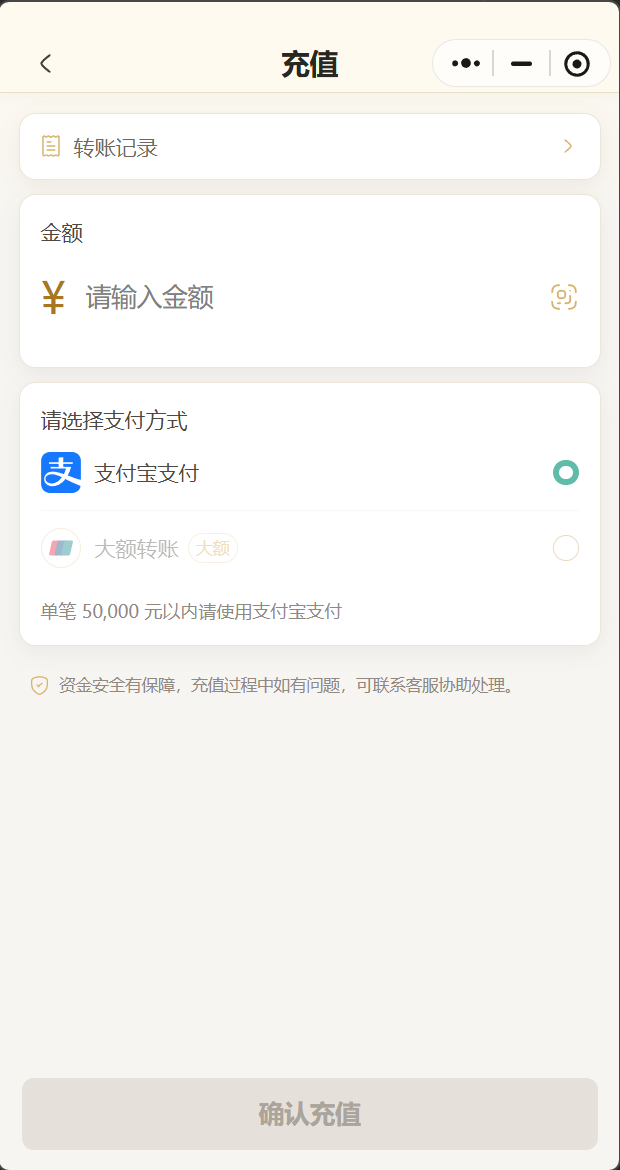 充值
转账记录
金额
¥ 请输入金额
请选择支付方式
支 支付宝支付
大额转账 大额
单笔 50,000 元以内请使用支付宝支付
资金安全有保障，充值过程中如有问题，可联系客服协助处理。
确认充值